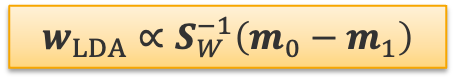 𝒘_LDA ∝ 𝑺_W^{-1}(𝒎_0 − 𝒎_1)